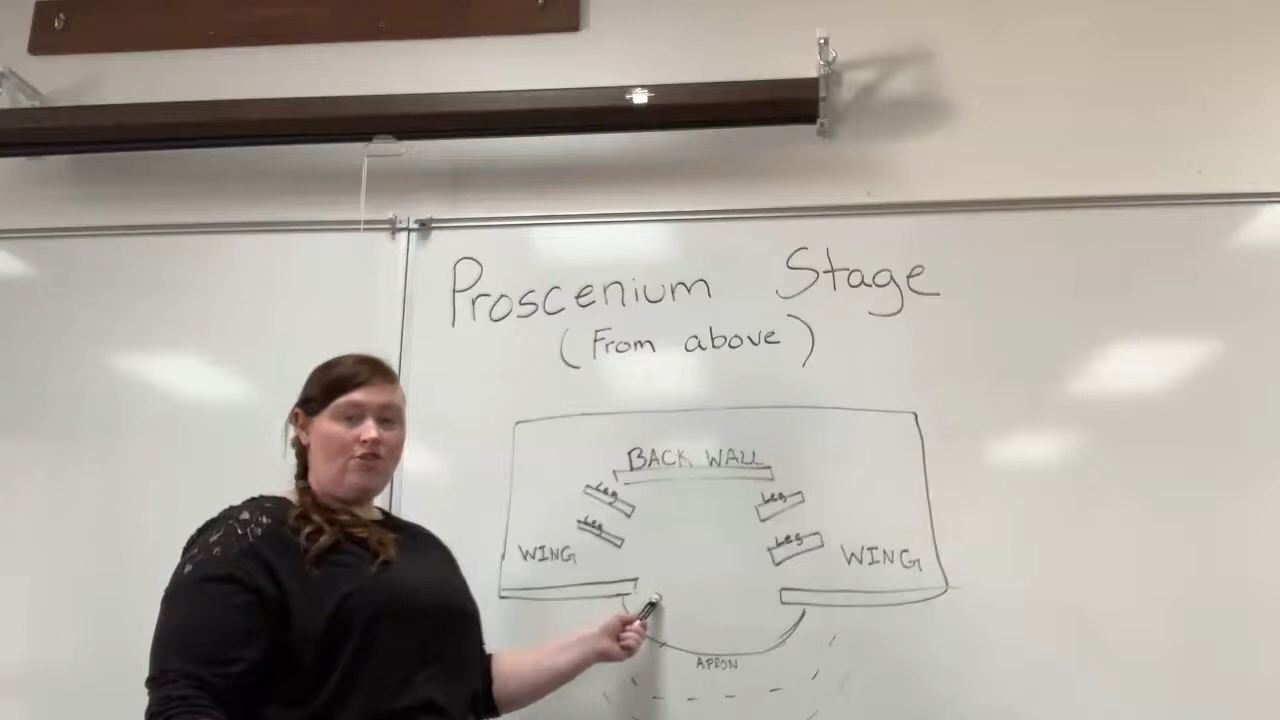 Proscenium Stage
(From above)
BACK WALL
Leg
Leg
Leg
Leg
WING
WING
APRON